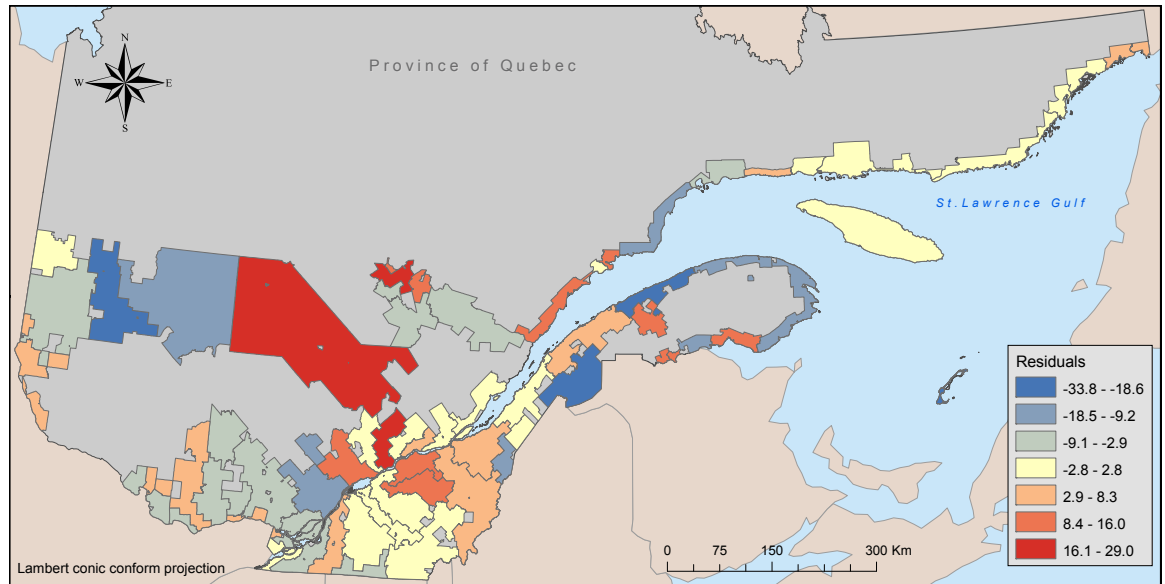 Province of Quebec
N
W
E
S
St.Lawrence Gulf
Residuals
-33.8 - -18.6
-18.5 - -9.2
-9.1 - -2.9
-2.8 - 2.8
2.9 - 8.3
8.4 - 16.0
16.1 - 29.0
0 75 150 300 Km
Lambert conic conform projection